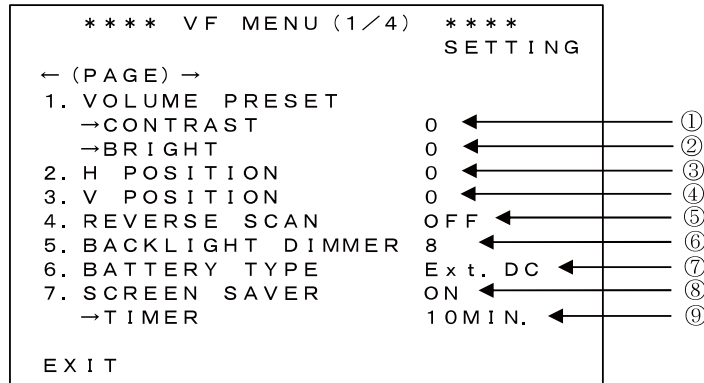 **** VF MENU (1/4) ****
SETTING
← (PAGE) →
1. VOLUME PRESET
→CONTRAST 0 ①
→BRIGHT 0 ②
2. H POSITION 0 ③
3. V POSITION 0 ④
4. REVERSE SCAN OFF ⑤
5. BACKLIGHT DIMMER 8 ⑥
6. BATTERY TYPE Ext. DC ⑦
7. SCREEN SAVER ON ⑧
→TIMER 10MIN. ⑨
EXIT